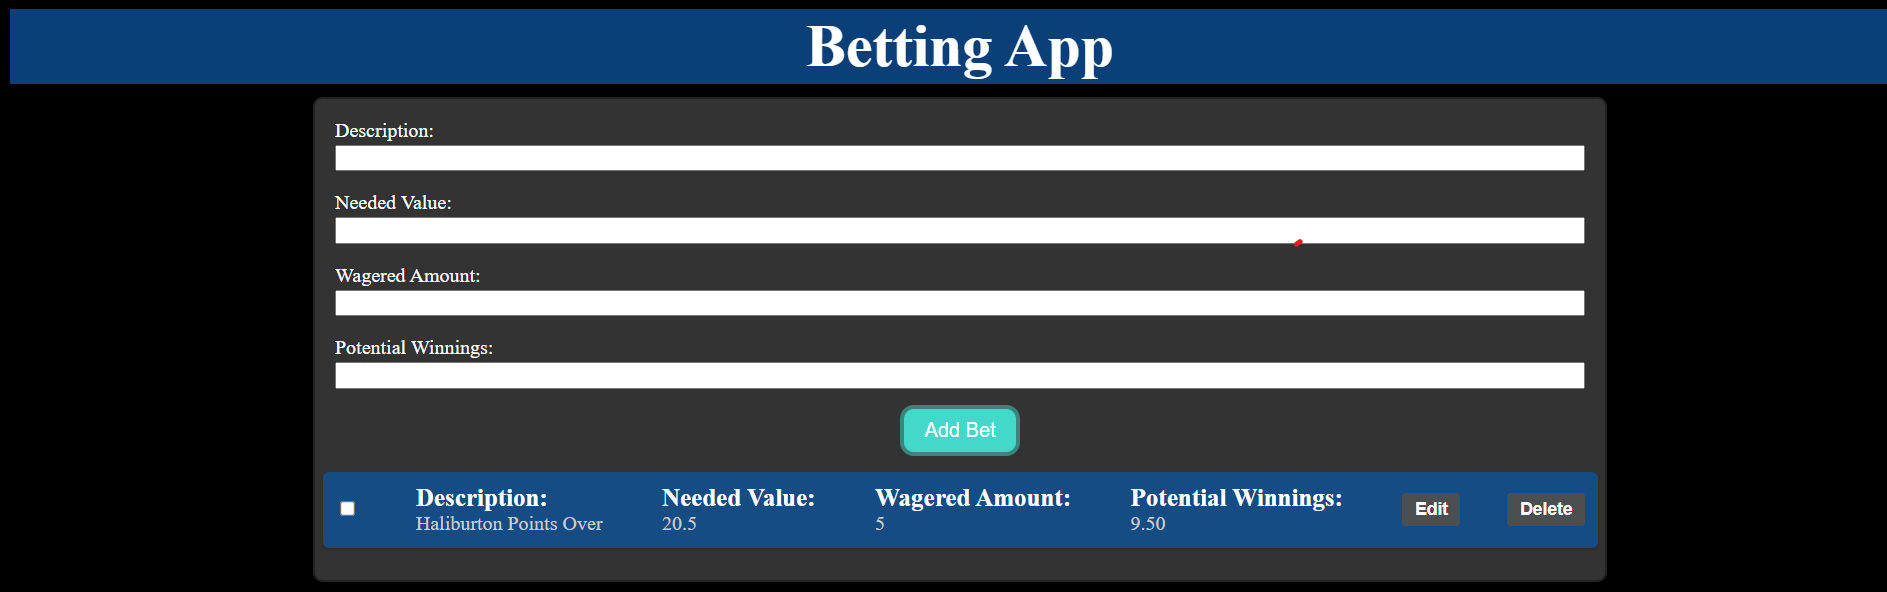 Betting App
Description:
Needed Value:
Wagered Amount:
Potential Winnings:
Add Bet
Description: Needed Value: Wagered Amount: Potential Winnings: Edit Delete
Haliburton Points Over 20.5 5 9.50